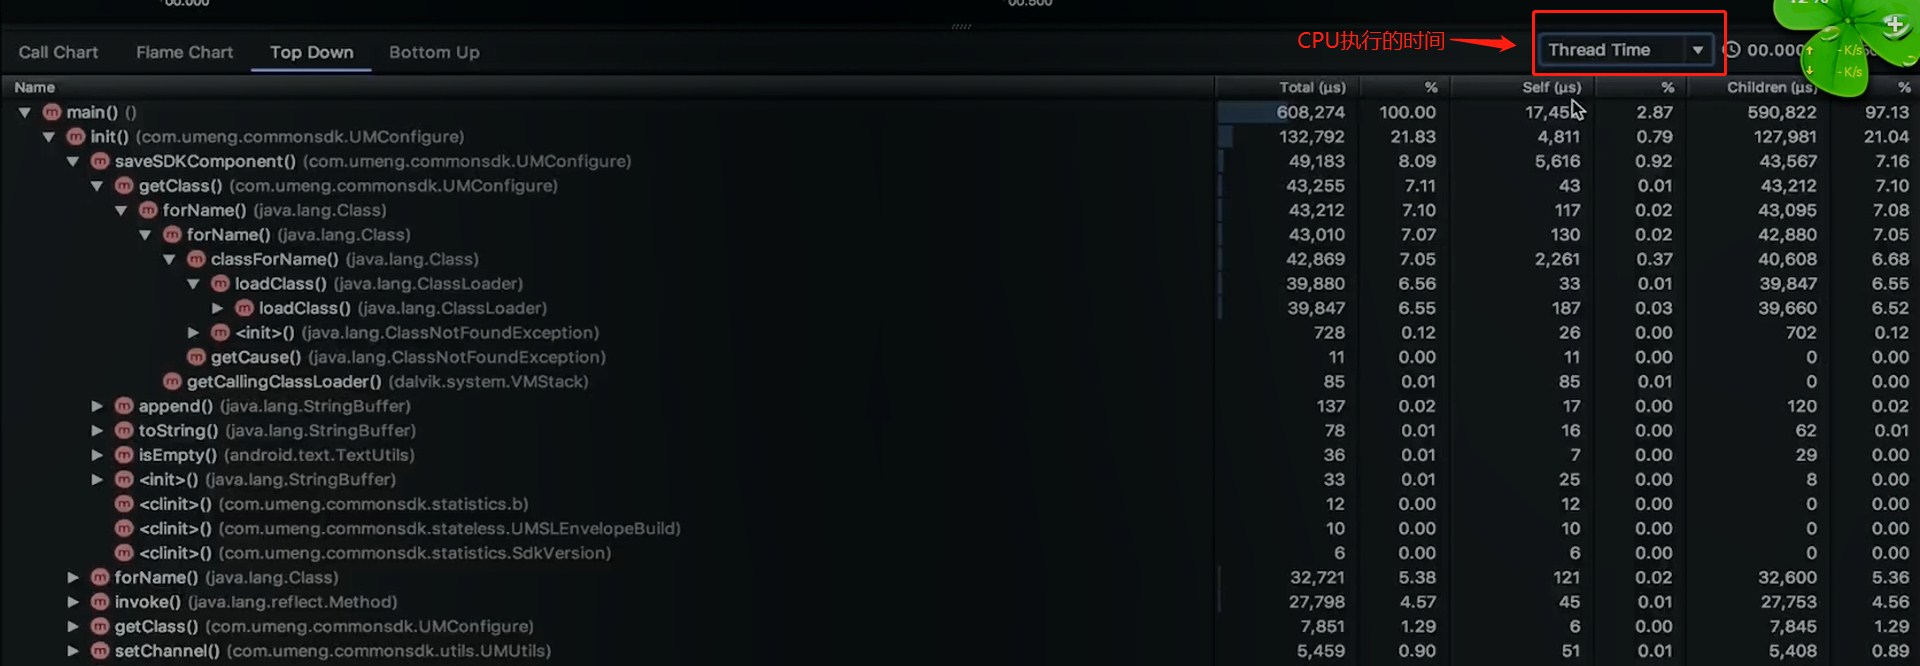 00.000 00.500
Call Chart Flame Chart Top Down Bottom Up CPU执行的时间 Thread Time 00.000
- K/s
- K/s
Name Total (μs) % Self (μs) % Children (μs) %
main() () 608,274 100.00 2.87 590,822 97.13
init() (com.umeng.commonsdk.UMConfigure) 132,792 21.83 4,811 0.79 127,981 21.04
saveSDKComponent() (com.umeng.commonsdk.UMConfigure) 49,183 8.09 5,616 0.92 43,567 7.16
getClass() (com.umeng.commonsdk.UMConfigure) 43,255 7.11 43 0.01 43,212 7.10
forName() (java.lang.Class) 43,212 7.10 117 0.02 43,095 7.08
forName() (java.lang.Class) 43,010 7.07 130 0.02 42,880 7.05
classForName() (java.lang.Class) 42,869 7.05 2,261 0.37 40,608 6.68
loadClass() (java.lang.ClassLoader) 39,880 6.56 33 0.01 39,847 6.55
loadClass() (java.lang.ClassLoader) 39,847 6.55 187 0.03 39,660 6.52
<init>() (java.lang.ClassNotFoundException) 728 0.12 26 0.00 702 0.12
getCause() (java.lang.ClassNotFoundException) 11 0.00 11 0.00 0 0.00
getCallingClassLoader() (dalvik.system.VMStack) 85 0.01 85 0.01 0 0.00
append() (java.lang.StringBuffer) 137 0.02 17 0.00 120 0.02
toString() (java.lang.StringBuffer) 78 0.01 16 0.00 62 0.01
isEmpty() (android.text.TextUtils) 36 0.01 7 0.00 29 0.00
<init>() (java.lang.StringBuffer) 33 0.01 25 0.00 8 0.00
<clinit>() (com.umeng.commonsdk.statistics.b) 12 0.00 12 0.00 0 0.00
<clinit>() (com.umeng.commonsdk.stateless.UMSLEnvelopeBuild) 10 0.00 10 0.00 0 0.00
<clinit>() (com.umeng.commonsdk.statistics.SdkVersion) 6 0.00 6 0.00 0 0.00
forName() (java.lang.Class) 32,721 5.38 121 0.02 32,600 5.36
invoke() (java.lang.reflect.Method) 27,798 4.57 45 0.01 27,753 4.56
getClass() (com.umeng.commonsdk.UMConfigure) 7,851 1.29 6 0.00 7,845 1.29
setChannel() (com.umeng.commonsdk.utils.UMUtils) 5,459 0.90 51 0.01 5,408 0.89